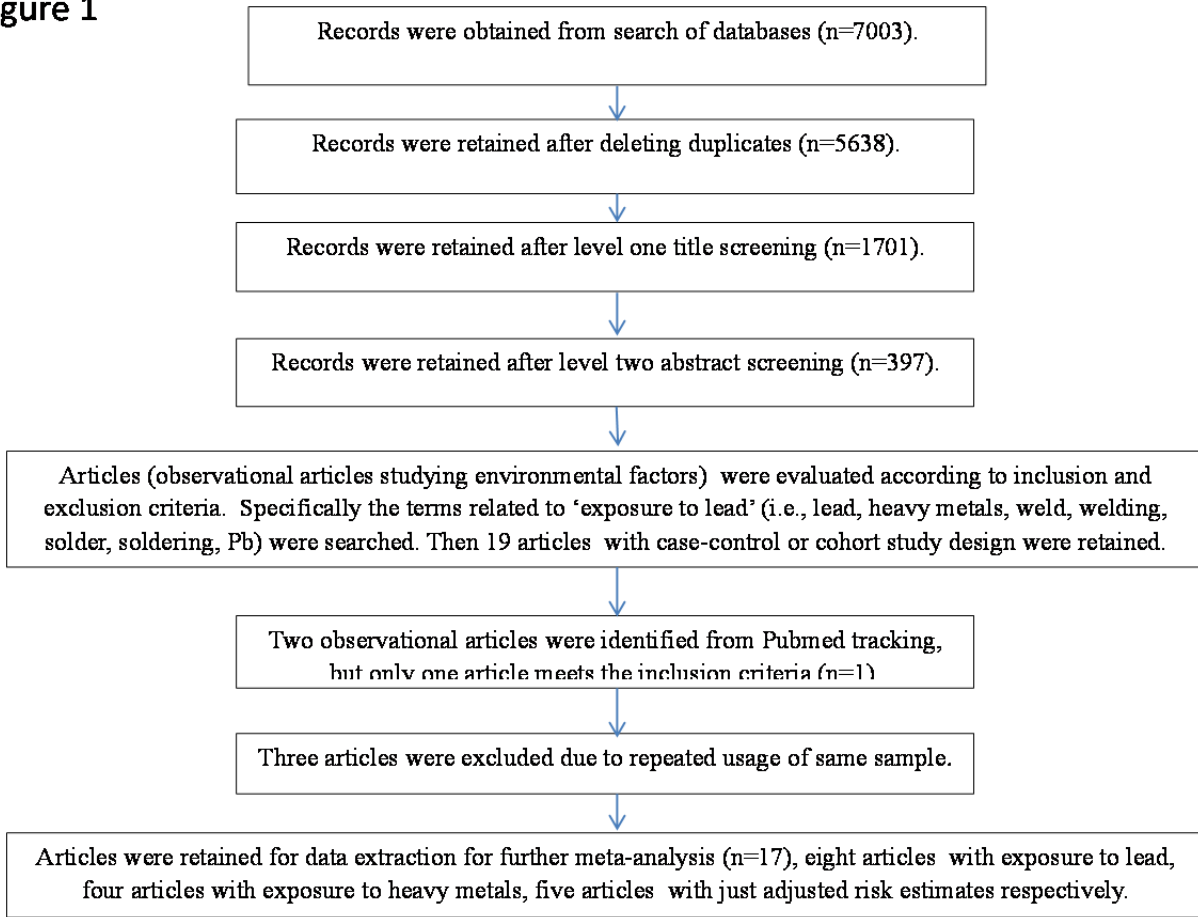 gure 1
Records were obtained from search of databases (n=7003).
Records were retained after deleting duplicates (n=5638).
Records were retained after level one title screening (n=1701).
Records were retained after level two abstract screening (n=397).
Articles (observational articles studying environmental factors) were evaluated according to inclusion and
exclusion criteria. Specifically the terms related to ‘exposure to lead’ (i.e., lead, heavy metals, weld, welding,
solder, soldering, Pb) were searched. Then 19 articles with case-control or cohort study design were retained.
Two observational articles were identified from Pubmed tracking,
but only one article meets the inclusion criteria (n=1)
Three articles were excluded due to repeated usage of same sample.
Articles were retained for data extraction for further meta-analysis (n=17), eight articles with exposure to lead,
four articles with exposure to heavy metals, five articles with just adjusted risk estimates respectively.